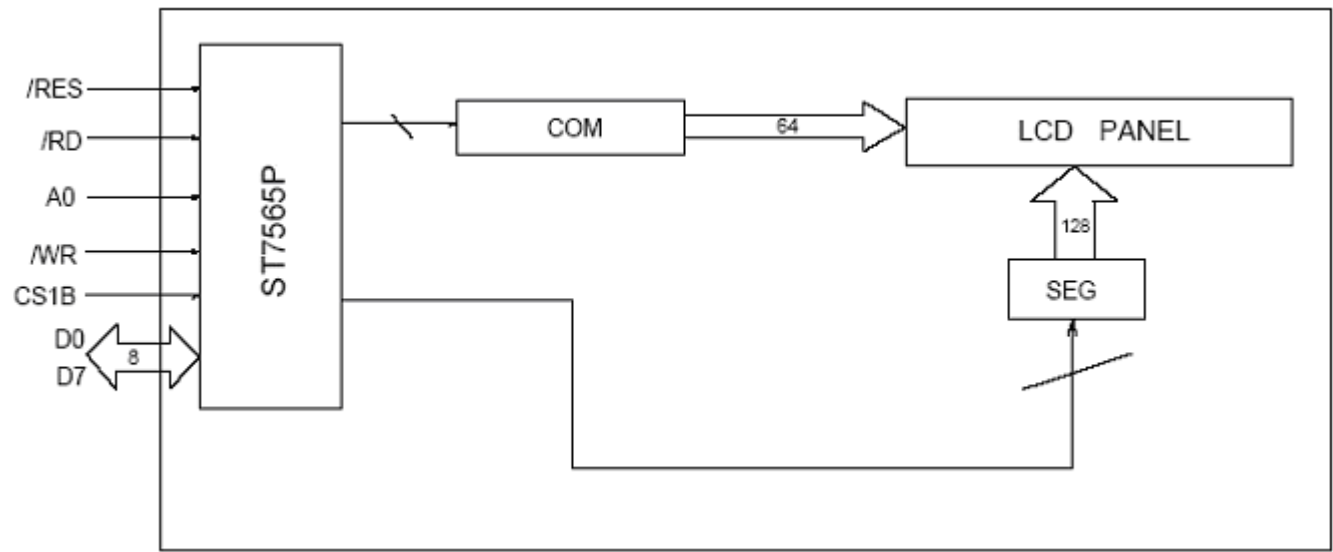 /RES
/RD
A0
/WR
CS1B
D0
D7
8
ST7565P
COM
64
LCD PANEL
128
SEG